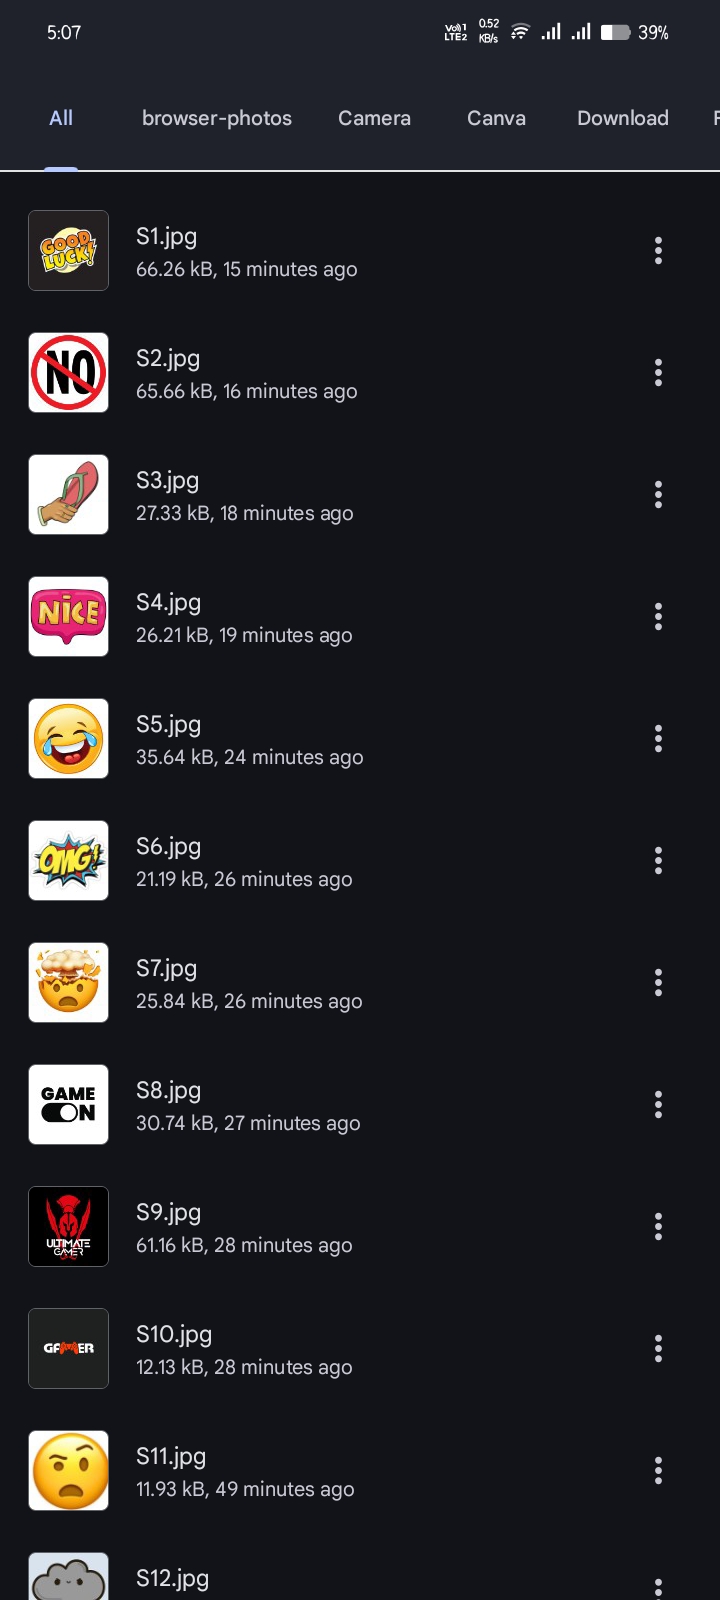 5:07
Vo)) 1
LTE2
0.52
KB/s
39%
All
browser-photos
Camera
Canva
Download
GOOD
LUCK!
S1.jpg
66.26 kB, 15 minutes ago
NO
S2.jpg
65.66 kB, 16 minutes ago
S3.jpg
27.33 kB, 18 minutes ago
NiCE
S4.jpg
26.21 kB, 19 minutes ago
S5.jpg
35.64 kB, 24 minutes ago
OMG!
S6.jpg
21.19 kB, 26 minutes ago
S7.jpg
25.84 kB, 26 minutes ago
GAME
ON
S8.jpg
30.74 kB, 27 minutes ago
ULTIMATE
GAMER
S9.jpg
61.16 kB, 28 minutes ago
GAMER
S10.jpg
12.13 kB, 28 minutes ago
S11.jpg
11.93 kB, 49 minutes ago
S12.jpg